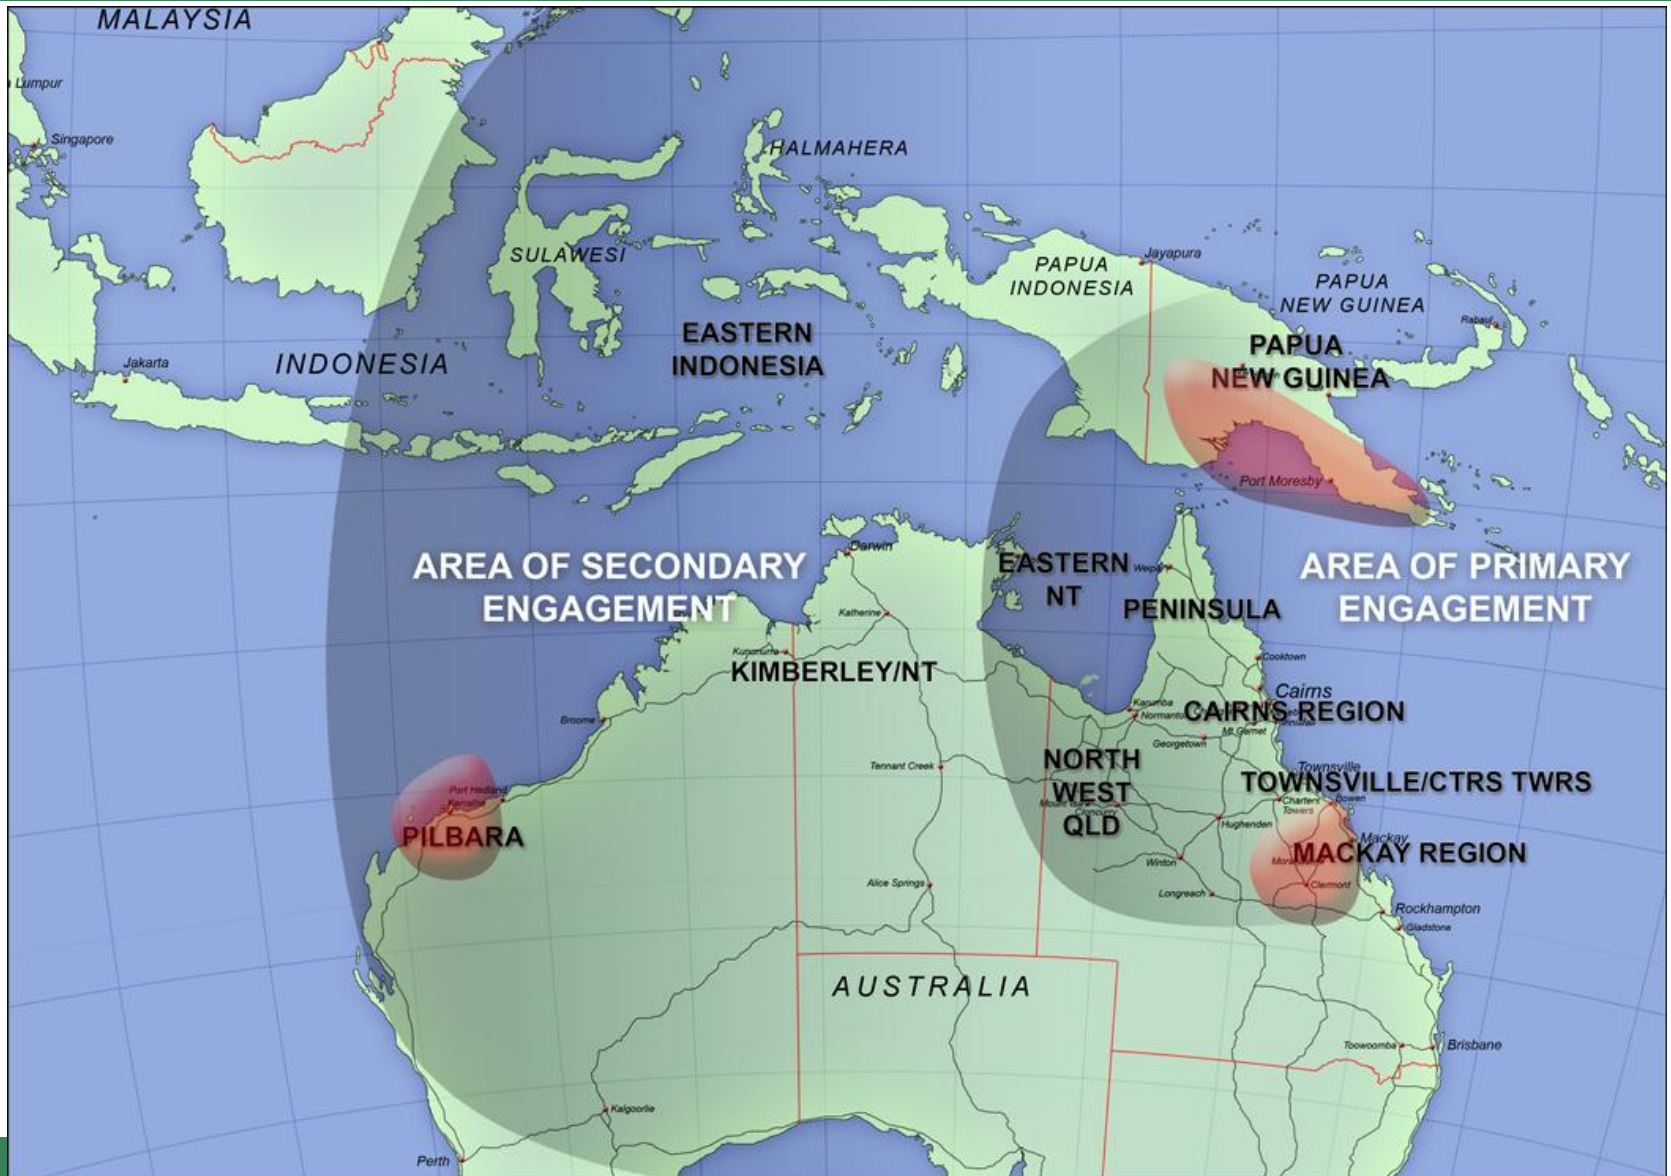 MALAYSIA
Lumpur
Singapore
HALMAHERA
SULAWESI
Jayapura
PAPUA
INDONESIA
PAPUA
NEW GUINEA
Rabaul
EASTERN
INDONESIA
PAPUA
NEW GUINEA
Jakarta
INDONESIA
Port Moresby
Darwin
AREA OF SECONDARY
ENGAGEMENT
EASTERN
NT
Weipa
PENINSULA
AREA OF PRIMARY
ENGAGEMENT
Katherine
Kununurra
KIMBERLEY/NT
Cooktown
Cairns
Karumba
Normanton
CAIRNS REGION
Broome
Mt Garnet
Georgetown
NORTH
WEST
QLD
Tennant Creek
Townsville
TOWNSVILLE/CTRS TWRS
Port Hedland
Karratha
Bowen
Charters
Towers
Cloncurry
Hughenden
PILBARA
Mackay
MACKAY REGION
Winton
Alice Springs
Clermont
Longreach
Rockhampton
Gladstone
AUSTRALIA
Toowoomba
Brisbane
Kalgoorlie
Perth